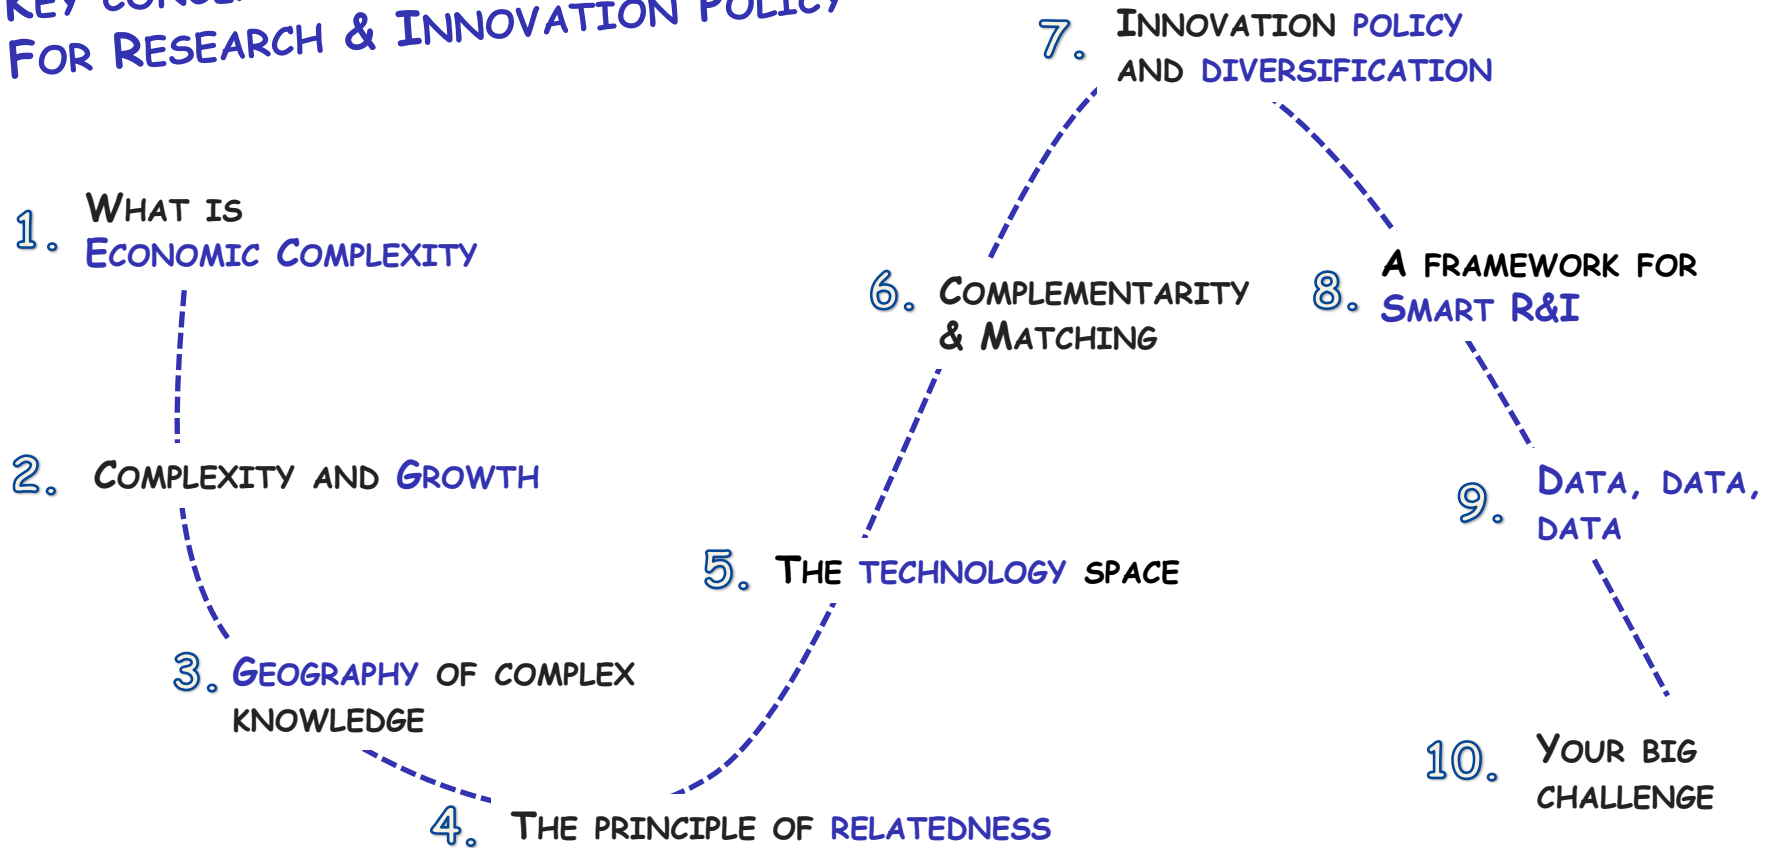 KEY
FOR RESEARCH & INNOVATION POLICY
1. WHAT IS
ECONOMIC COMPLEXITY
2. COMPLEXITY AND GROWTH
3. GEOGRAPHY OF COMPLEX
KNOWLEDGE
4. THE PRINCIPLE OF RELATEDNESS
5. THE TECHNOLOGY SPACE
6. COMPLEMENTARITY
& MATCHING
7. INNOVATION POLICY
AND DIVERSIFICATION
8. A FRAMEWORK FOR
SMART R&I
9. DATA, DATA,
DATA
10. YOUR BIG
CHALLENGE